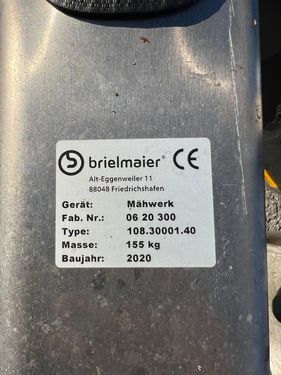 brielmaier® CE
Alt-Eggenweiler 11
88048 Friedrichshafen
Gerät: Mähwerk
Fab. Nr.: 06 20 300
Type: 108.30001.40
Masse: 155 kg
Baujahr: 2020